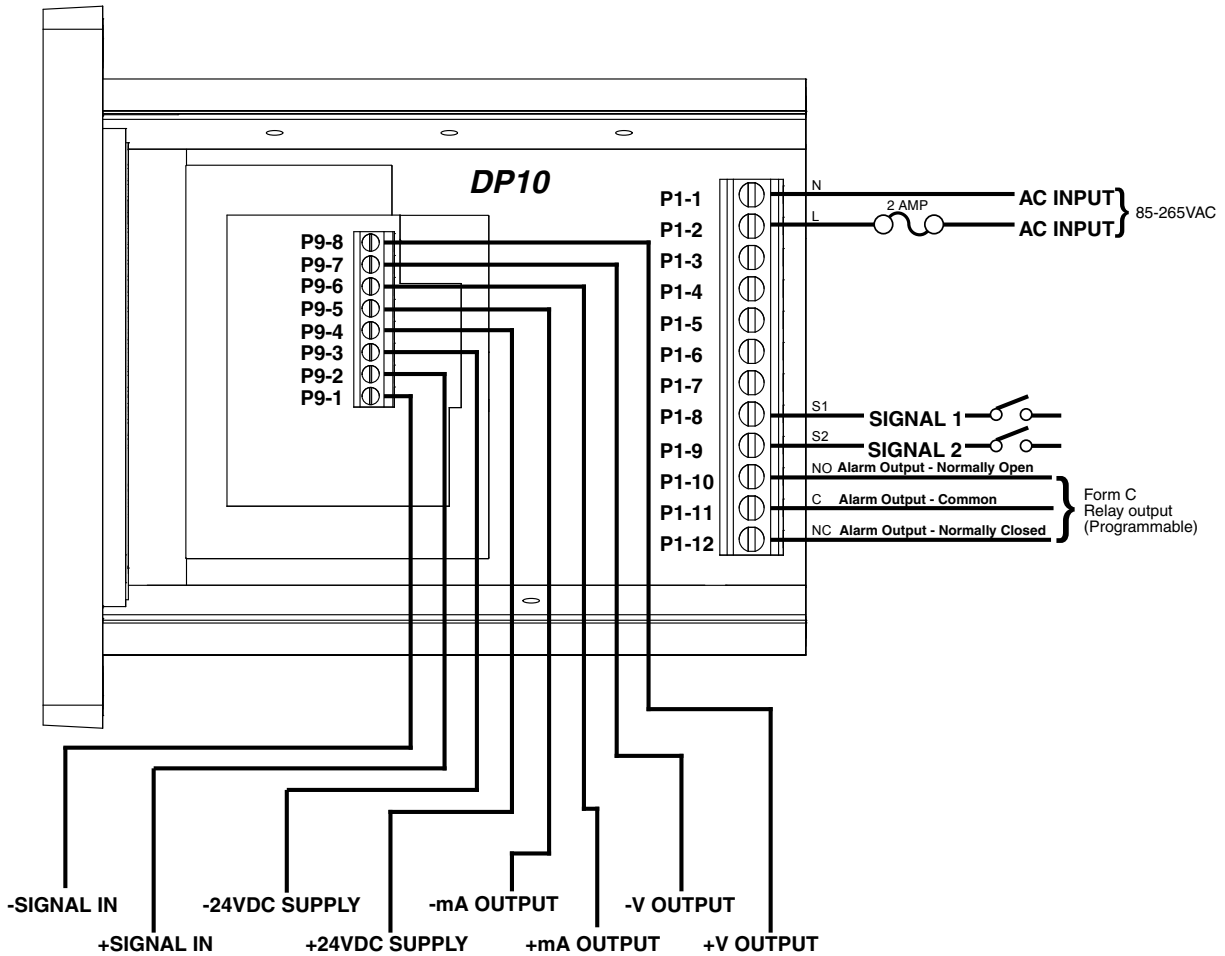 DP10
P9-8
P9-7
P9-6
P9-5
P9-4
P9-3
P9-2
P9-1
P1-1
P1-2
P1-3
P1-4
P1-5
P1-6
P1-7
P1-8
P1-9
P1-10
P1-11
P1-12
N
AC INPUT
L
2 AMP
AC INPUT
85-265VAC
S1
SIGNAL 1
S2
SIGNAL 2
NO Alarm Output - Normally Open
C Alarm Output - Common
NC Alarm Output - Normally Closed
Form C
Relay output
(Programmable)
-SIGNAL IN
+SIGNAL IN
-24VDC SUPPLY
+24VDC SUPPLY
-mA OUTPUT
+mA OUTPUT
-V OUTPUT
+V OUTPUT